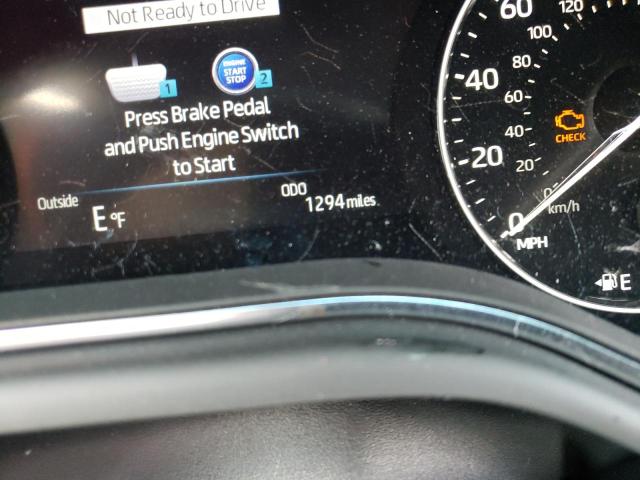 Not Ready to Drive
ENGINE
START
STOP
1
2
Press Brake Pedal
and Push Engine Switch
to Start
Outside
E °F
ODO
1294 miles
60
120
100
40
80
60
CHECK
40
20
20
0
km/h
0
MPH
E